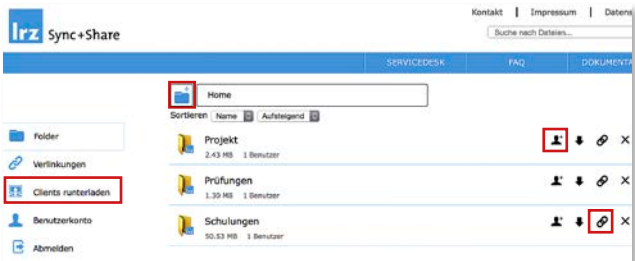 Kontakt | Impressum | Datens
lrz Sync+Share
Suche nach Dateien...
SERVICEDESK FAQ DOKUMENTA
Home
Sortieren Name Aufsteigend
Folder
Projekt
2.43 MB 1 Benutzer
Verlinkungen
Prüfungen
1.39 MB 1 Benutzer
Clients runterladen
Schulungen
50.53 MB 1 Benutzer
Benutzerkonto
Abmelden